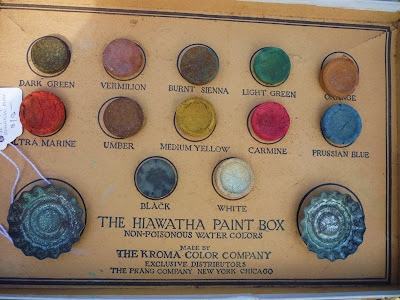 DARK GREEN VERMILION BURNT SIENNA LIGHT GREEN ORANGE
ULTRA MARINE UMBER MEDIUM YELLOW CARMINE PRUSSIAN BLUE
BLACK WHITE
THE HIAWATHA PAINT BOX
NON-POISONOUS WATER COLORS
MADE BY
THE KROMA COLOR COMPANY
EXCLUSIVE DISTRIBUTORS
THE PRANG COMPANY NEW YORK CHICAGO